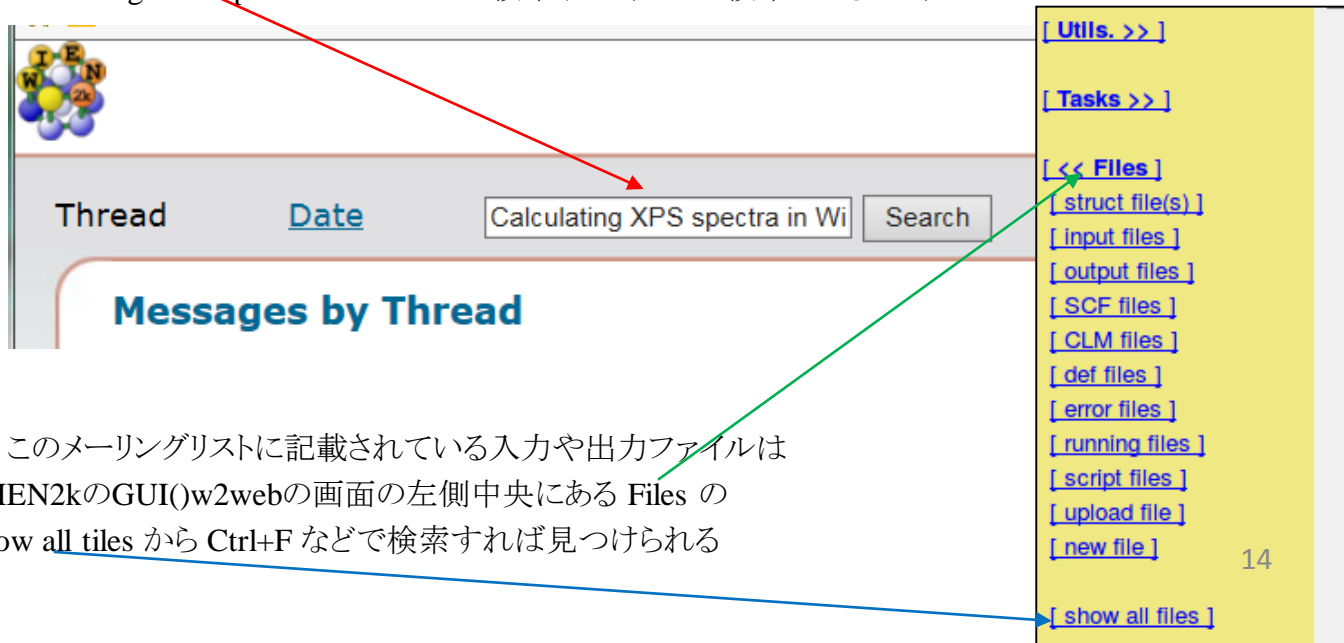 W I E N 2k
Thread Date Calculating XPS spectra in Wi Search
Messages by Thread
このメーリングリストに記載されている入力や出力ファイルは
IEN2kのGUI()w2webの画面の左側中央にある Files の
ow all tiles から Ctrl+F などで検索すれば見つけられる
[ Utils. >> ]
[ Tasks >> ]
[ << Files ]
[ struct file(s) ]
[ input files ]
[ output files ]
[ SCF files ]
[ CLM files ]
[ def files ]
[ error files ]
[ running files ]
[ script files ]
[ upload file ]
[ new file ]
14
[ show all files ]